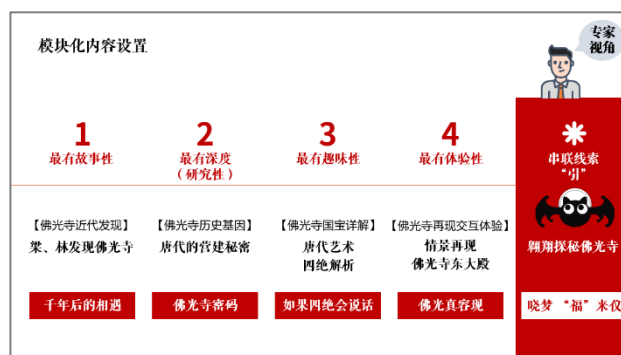 模块化内容设置
专家
视角
1
最有故事性
2
最有深度
（研究性）
3
最有趣味性
4
最有体验性
串联线索
“引”
【佛光寺近代发现】
梁、林发现佛光寺
【佛光寺历史基因】
唐代的营建秘密
【佛光寺国宝详解】
唐代艺术
四绝解析
【佛光寺再现交互体验】
情景再现
佛光寺东大殿
翱翔探秘佛光寺
千年后的相遇
佛光寺密码
如果四绝会说话
佛光真容现
晓梦“福”来仪